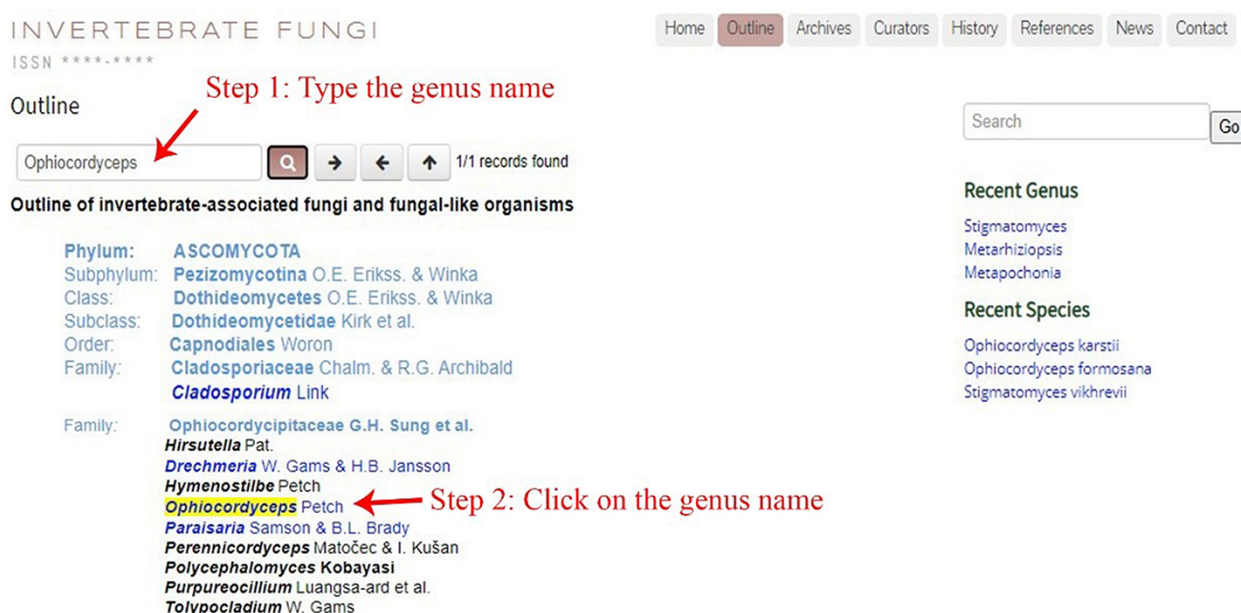 INVERTEBRATE FUNGI
ISSN ****-****
Home Outline Archives Curators History References News Contact
Step 1: Type the genus name
Outline
Search
Go
Ophiocordyceps
1/1 records found
Outline of invertebrate-associated fungi and fungal-like organisms
Phylum: ASCOMYCOTA
Subphylum: Pezizomycotina O.E. Erikss. & Winka
Class: Dothideomycetes O.E. Erikss. & Winka
Subclass: Dothideomycetidae Kirk et al.
Order: Capnodiales Woron
Family: Cladosporiaceae Chalm. & R.G. Archibald
Cladosporium Link
Family: Ophiocordycipitaceae G.H. Sung et al.
Hirsutella Pat.
Drechmeria W. Gams & H.B. Jansson
Hymenostilbe Petch
Ophiocordyceps Petch
Step 2: Click on the genus name
Paraisaria Samson & B.L. Brady
Perennicordyceps Matočec & I. Kušan
Polycephalomyces Kobayasi
Purpureocillium Luangsa-ard et al.
Tolypocladium W. Gams
Recent Genus
Stigmatomyces
Metarhiziopsis
Metapochonia
Recent Species
Ophiocordyceps karstii
Ophiocordyceps formosana
Stigmatomyces vikhrevii